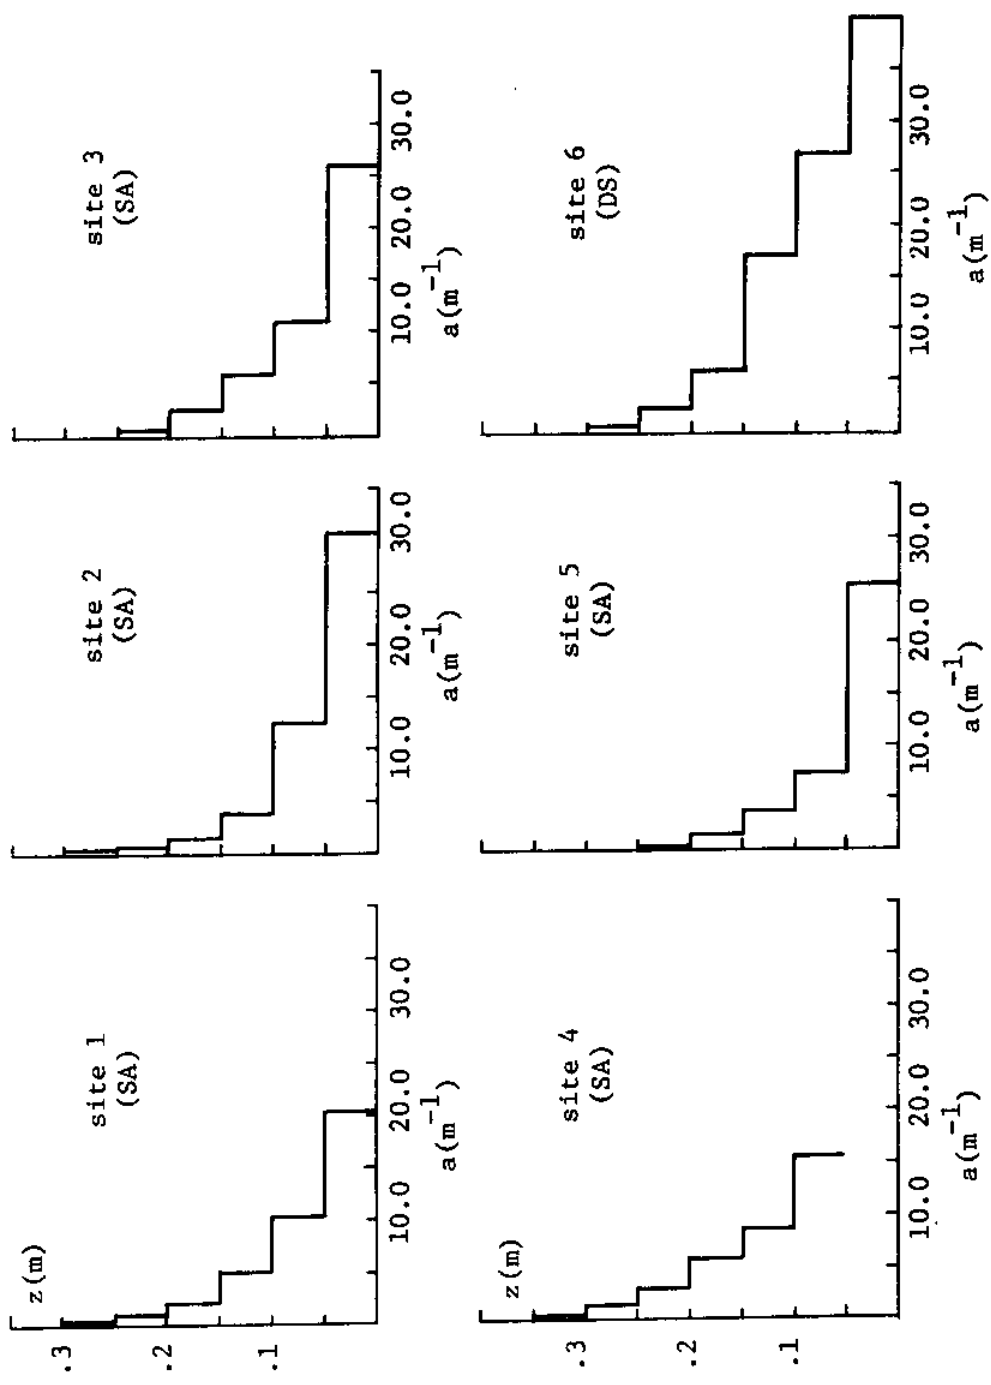 z(m)
site 1
(SA)
.3
.2
.1
10.0 20.0 30.0
a(m⁻¹)
site 2
(SA)
10.0 20.0 30.0
a(m⁻¹)
site 3
(SA)
10.0 20.0 30.0
a(m⁻¹)
z(m)
site 4
(SA)
.3
.2
.1
10.0 20.0 30.0
a(m⁻¹)
site 5
(SA)
10.0 20.0 30.0
a(m⁻¹)
site 6
(DS)
10.0 20.0 30.0
a(m⁻¹)